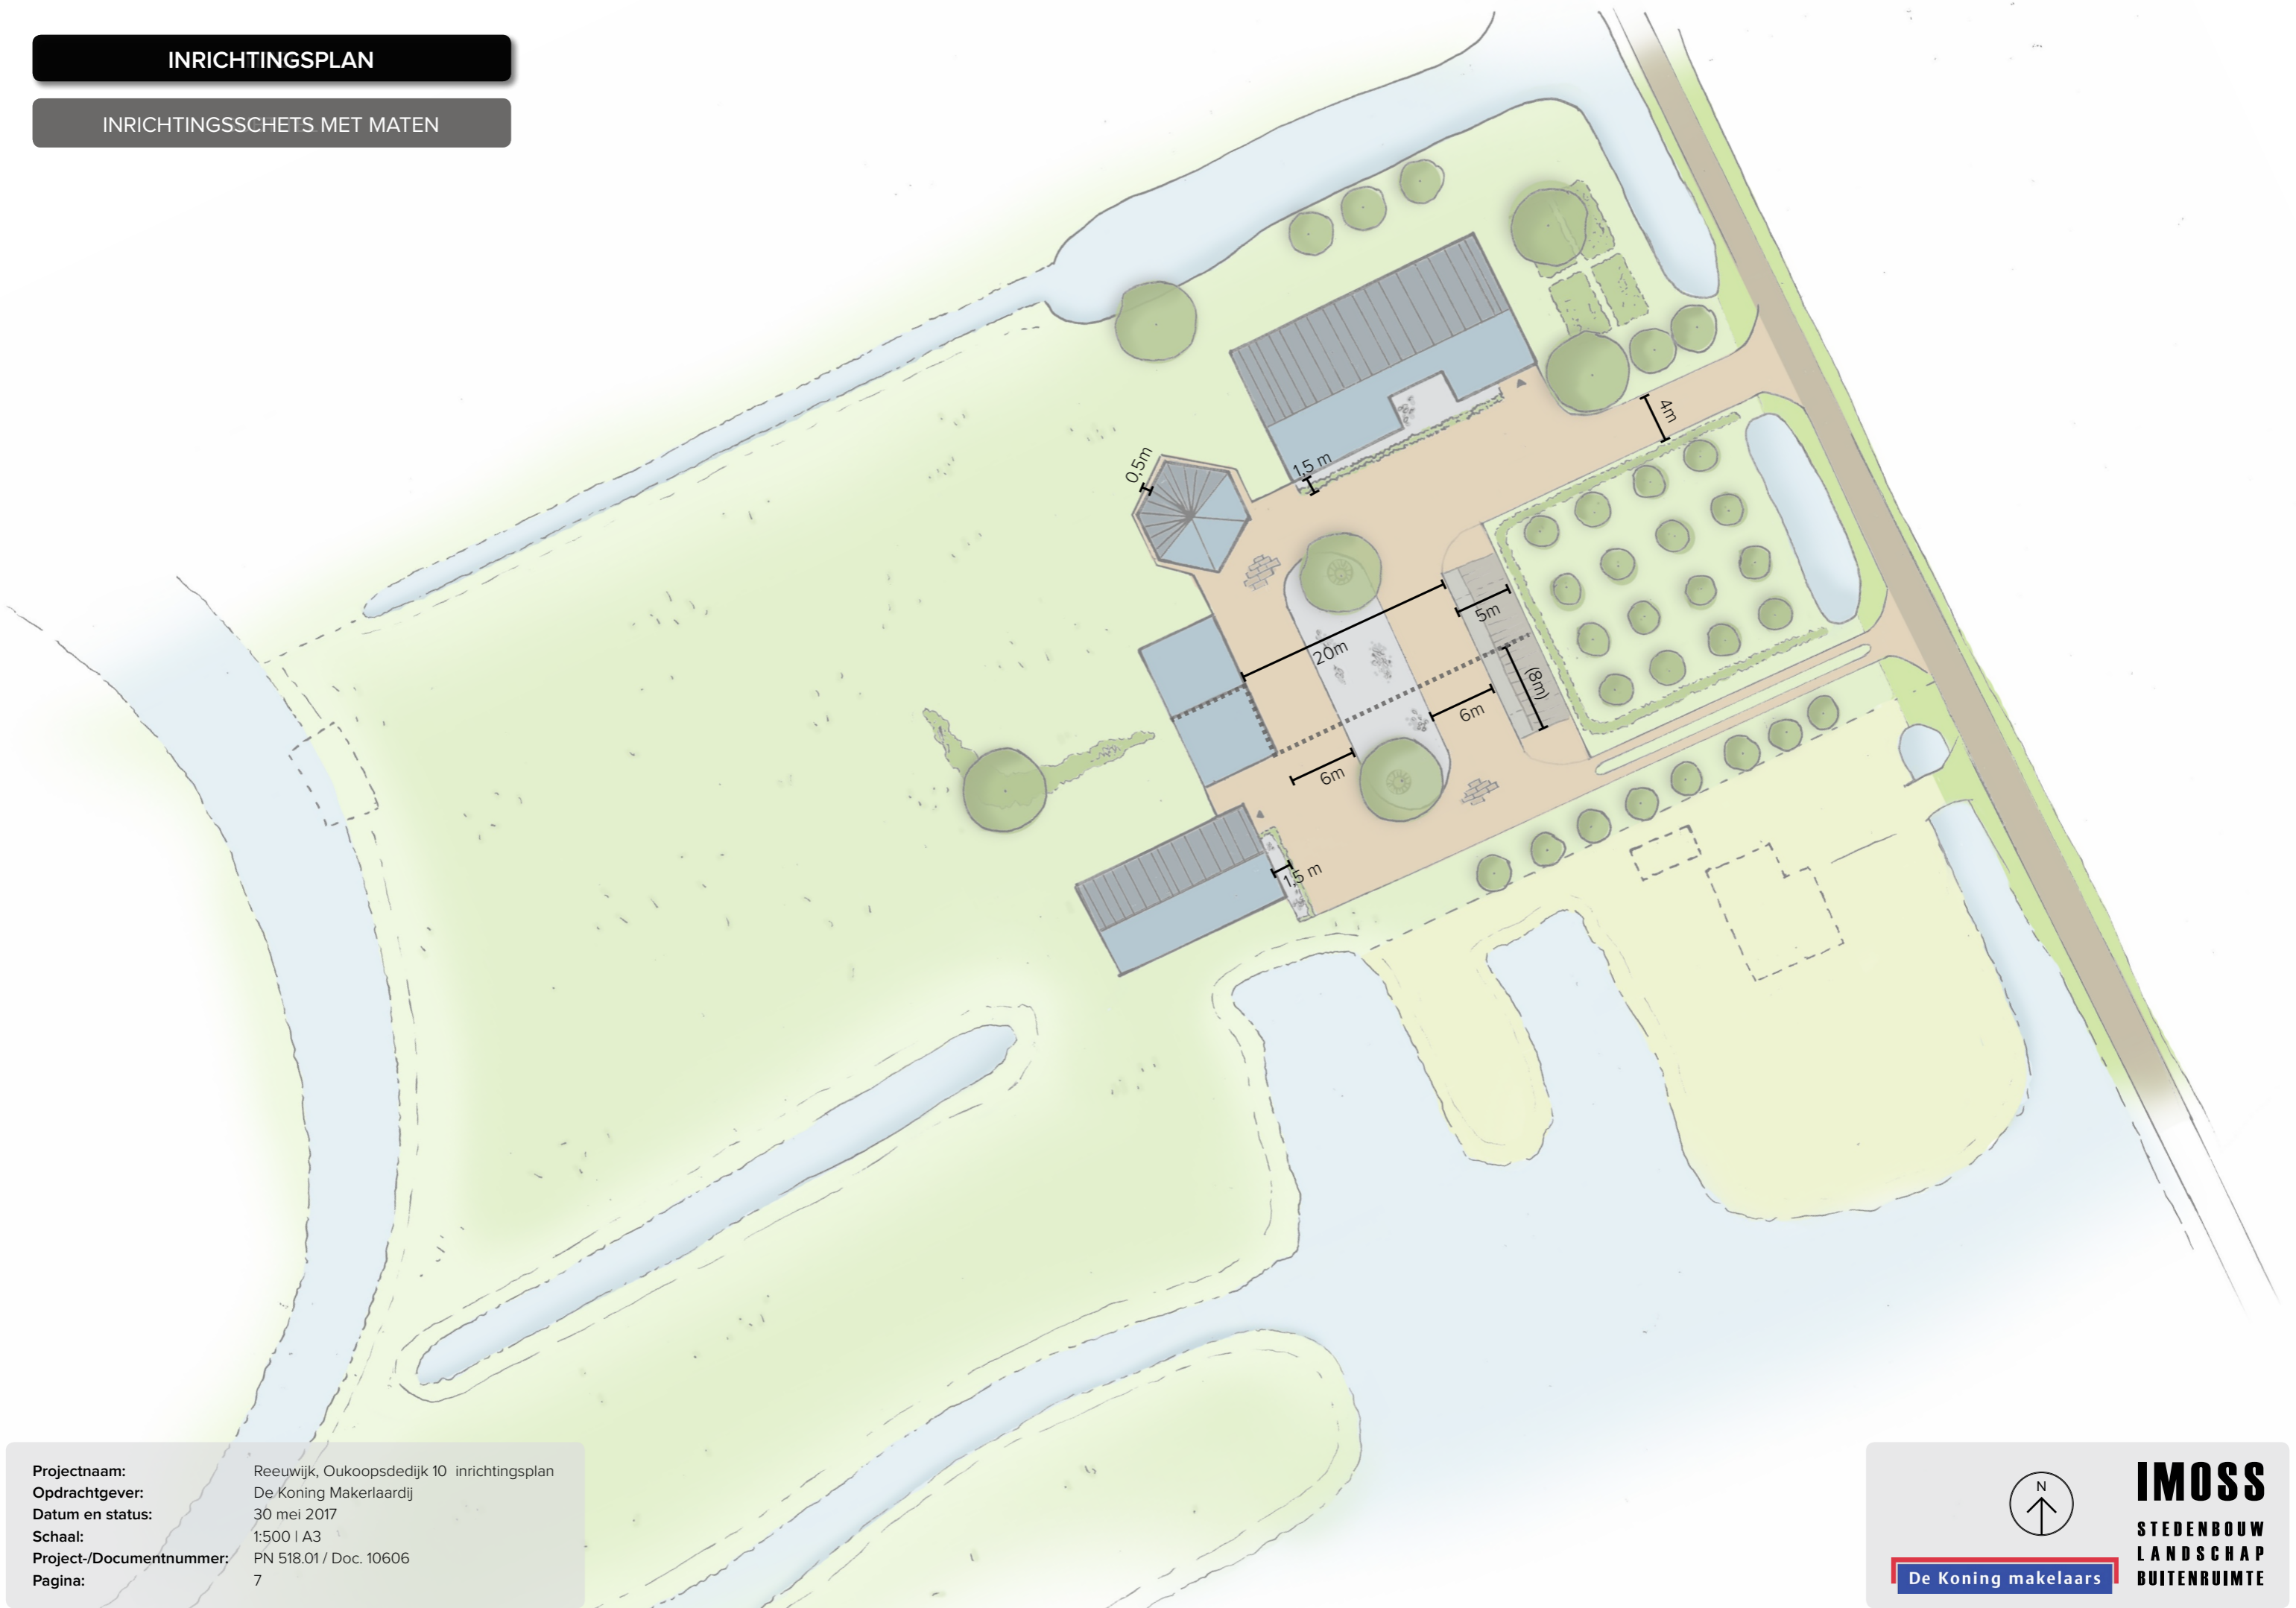 INRICHTINGSPLAN
INRICHTINGSSCHETS MET MATEN
4m
0,5m
1,5 m
5m
20m
(8m)
6m
6m
1,5 m
Projectnaam: Reeuwijk, Oukoopsdedijk 10 inrichtingsplan
Opdrachtgever: De Koning Makerlaardij
Datum en status: 30 mei 2017
Schaal: 1:500 | A3
Project-/Documentnummer: PN 518.01 / Doc. 10606
Pagina: 7
N
IMOSS
STEDENBOUW
LANDSCHAP
BUITENRUIMTE
De Koning makelaars